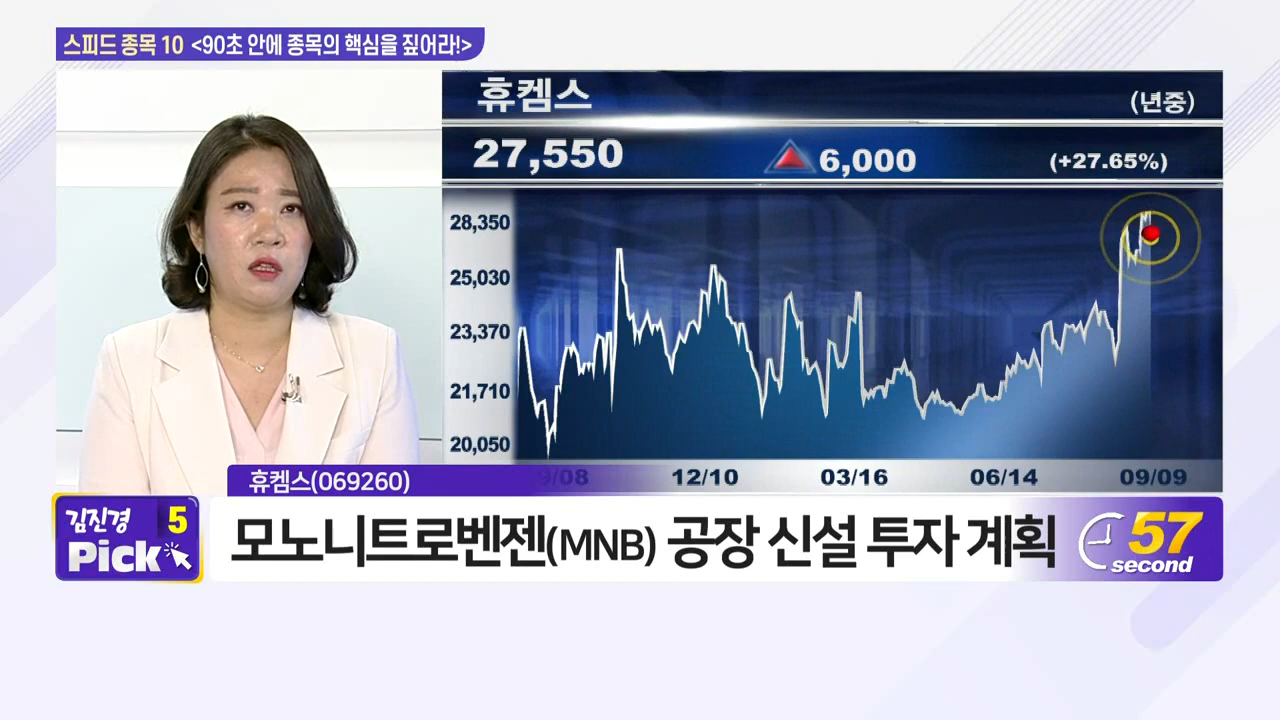 스피드 종목 10 <90초 안에 종목의 핵심을 짚어라!>
휴켐스
(년중)
27,550 6,000 (+27.65%)
28,350
25,030
23,370
21,710
20,050
9/08 12/10 03/16 06/14 09/09
휴켐스(069260)
김진경 5
Pick
모노니트로벤젠(MNB) 공장 신설 투자 계획
57
second